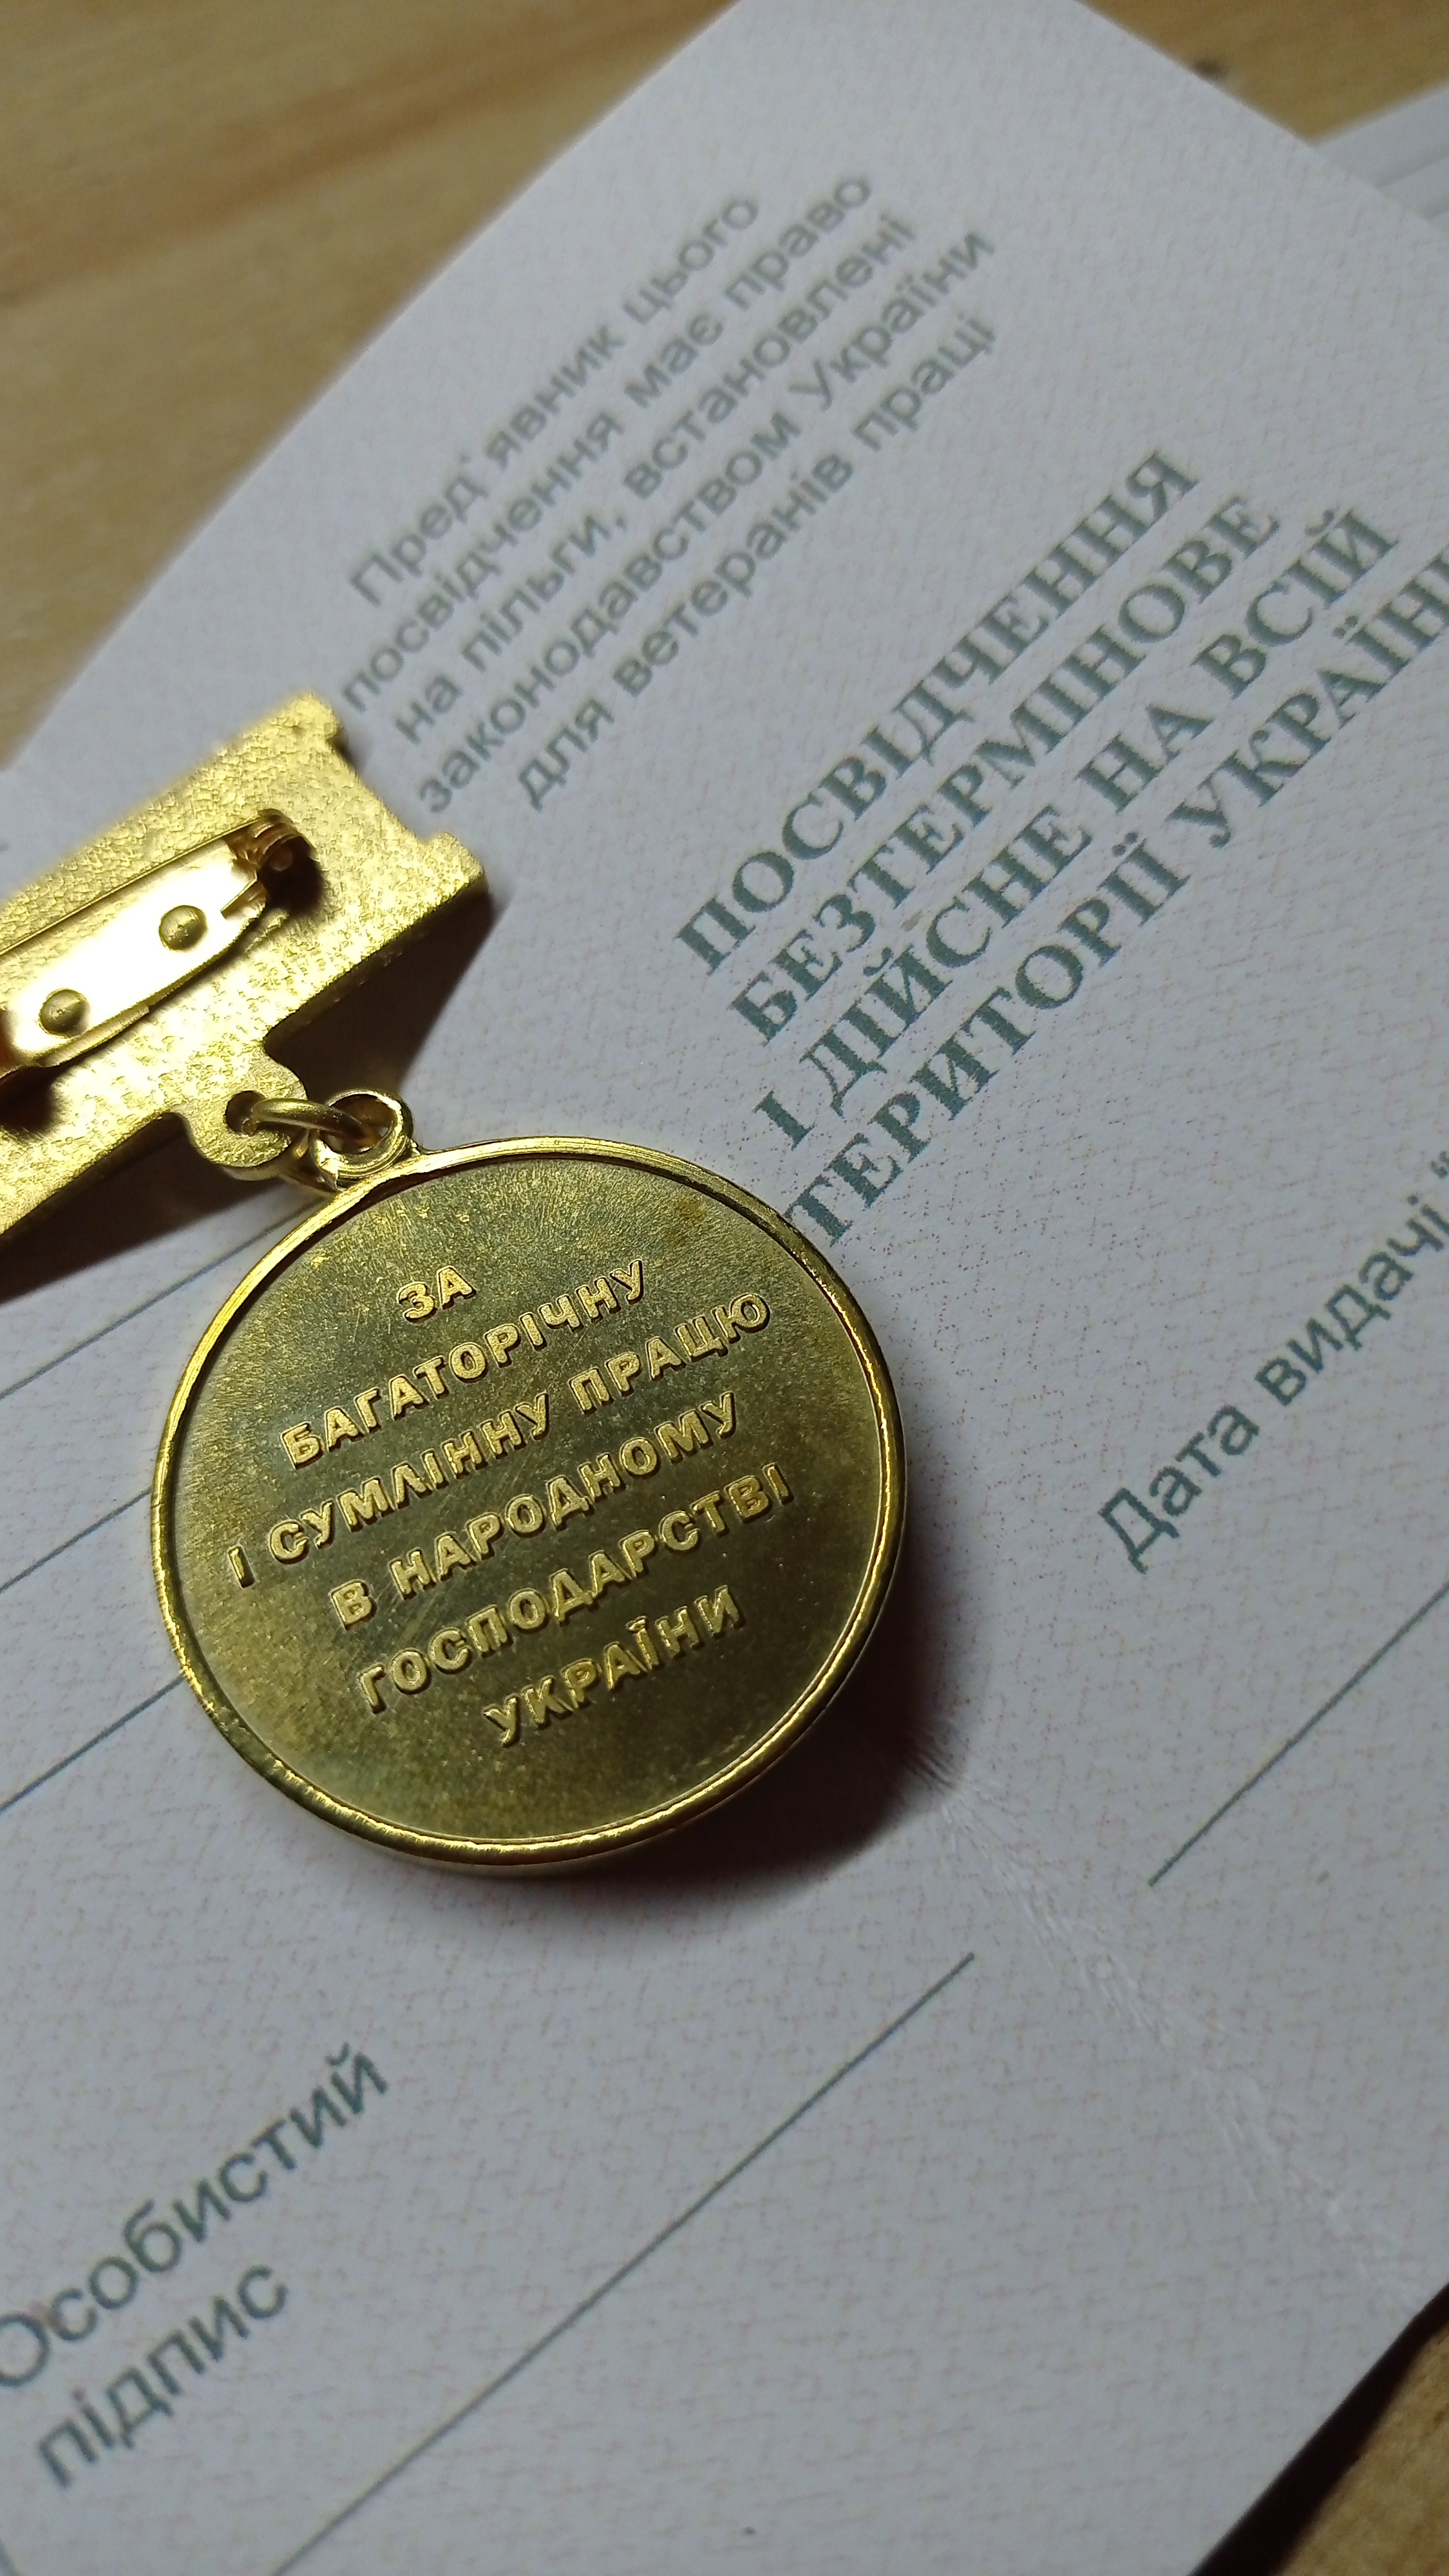 Пред'явник цього
посвідчення має право
на пільги, встановлені
законодавством України
для ветеранів праці
ПОСВІДЧЕННЯ
БЕЗТЕРМІНОВЕ
І ДІЙСНЕ НА ВСІЙ
ТЕРИТОРІЇ УКРАЇНИ
Дата видачі "
ЗА
БАГАТОРІЧНУ
І СУМЛІННУ ПРАЦЮ
В НАРОДНОМУ
ГОСПОДАРСТВІ
УКРАЇНИ
Особистий
підпис